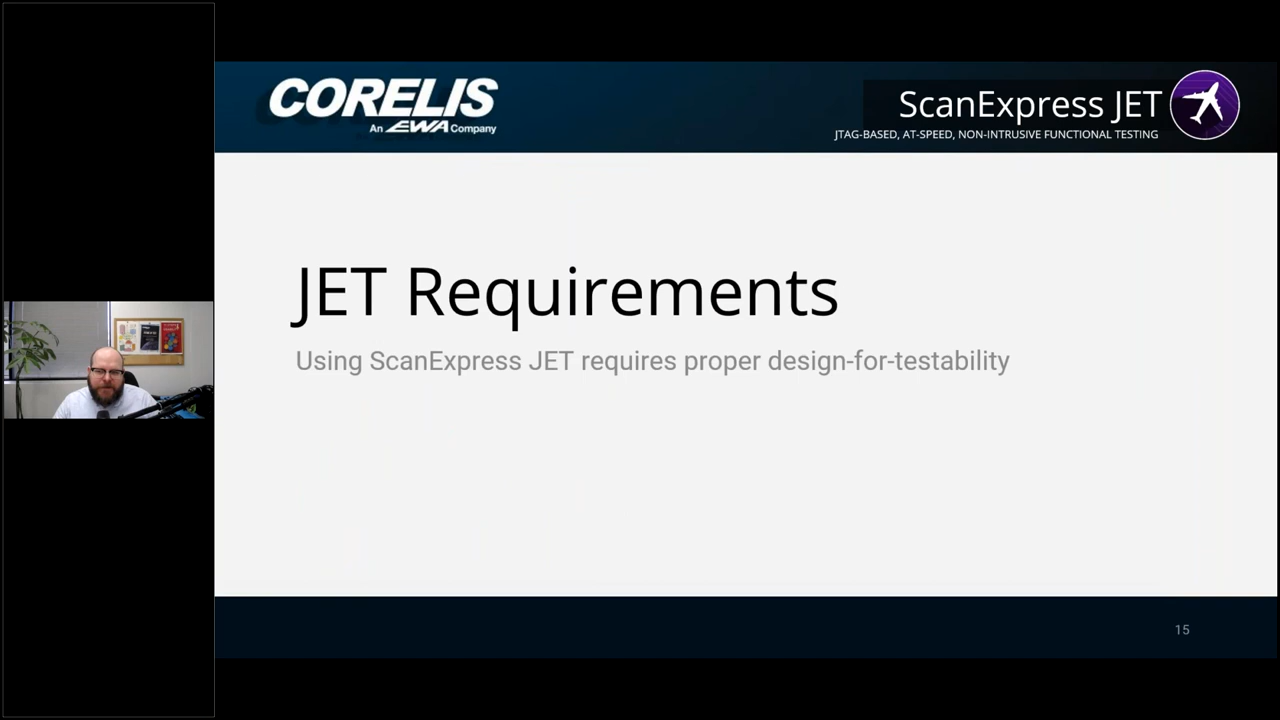 CORELIS
An EWA Company
ScanExpress JET
JTAG-BASED, AT-SPEED, NON-INTRUSIVE FUNCTIONAL TESTING
JET Requirements
Using ScanExpress JET requires proper design-for-testability
15